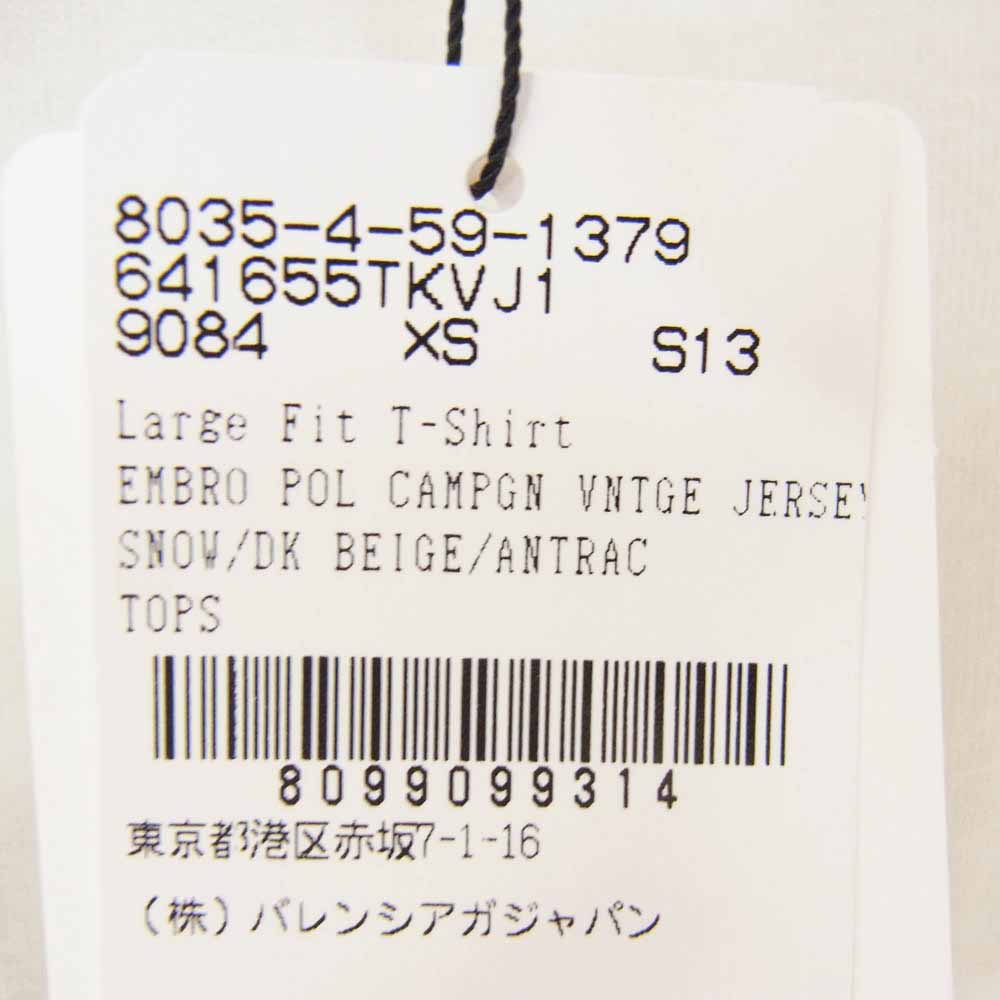 8035-4-59-1379
641655TKVJ1
9084 XS S13
Large Fit T-Shirt
EMBRO POL CAMPGN VNTGE JERSEY
SNOW/DK BEIGE/ANTRAC
TOPS
8099099314
東京都港区赤坂7-1-16
(株)バレンシアガジャパン